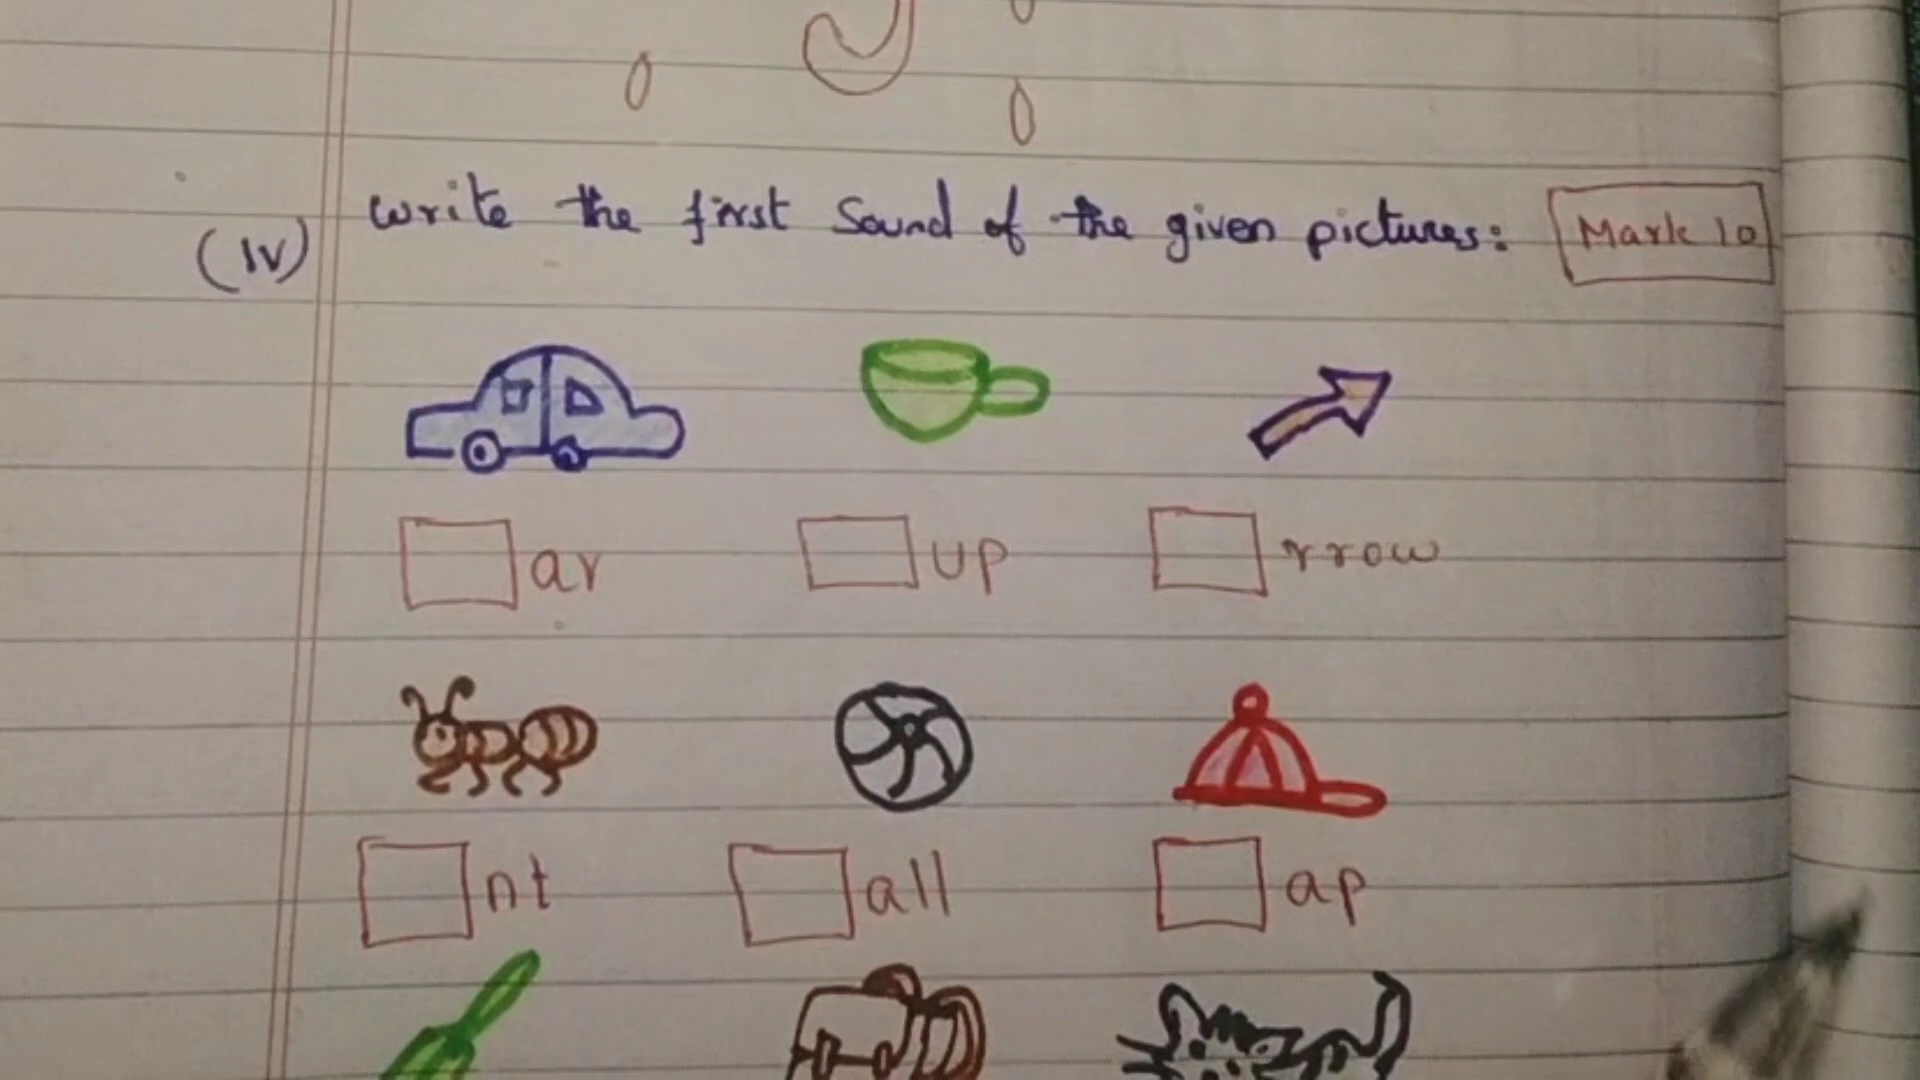 (iv) Write the first Sound of the given pictures: Mark 10
ar up rrow
nt all ap